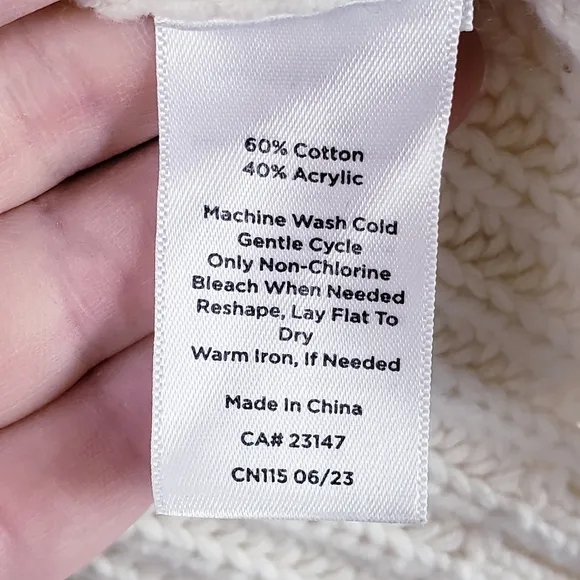 60% Cotton
40% Acrylic
Machine Wash Cold
Gentle Cycle
Only Non-Chlorine
Bleach When Needed
Reshape, Lay Flat To
Dry
Warm Iron, If Needed
Made In China
CA# 23147
CN115 06/23